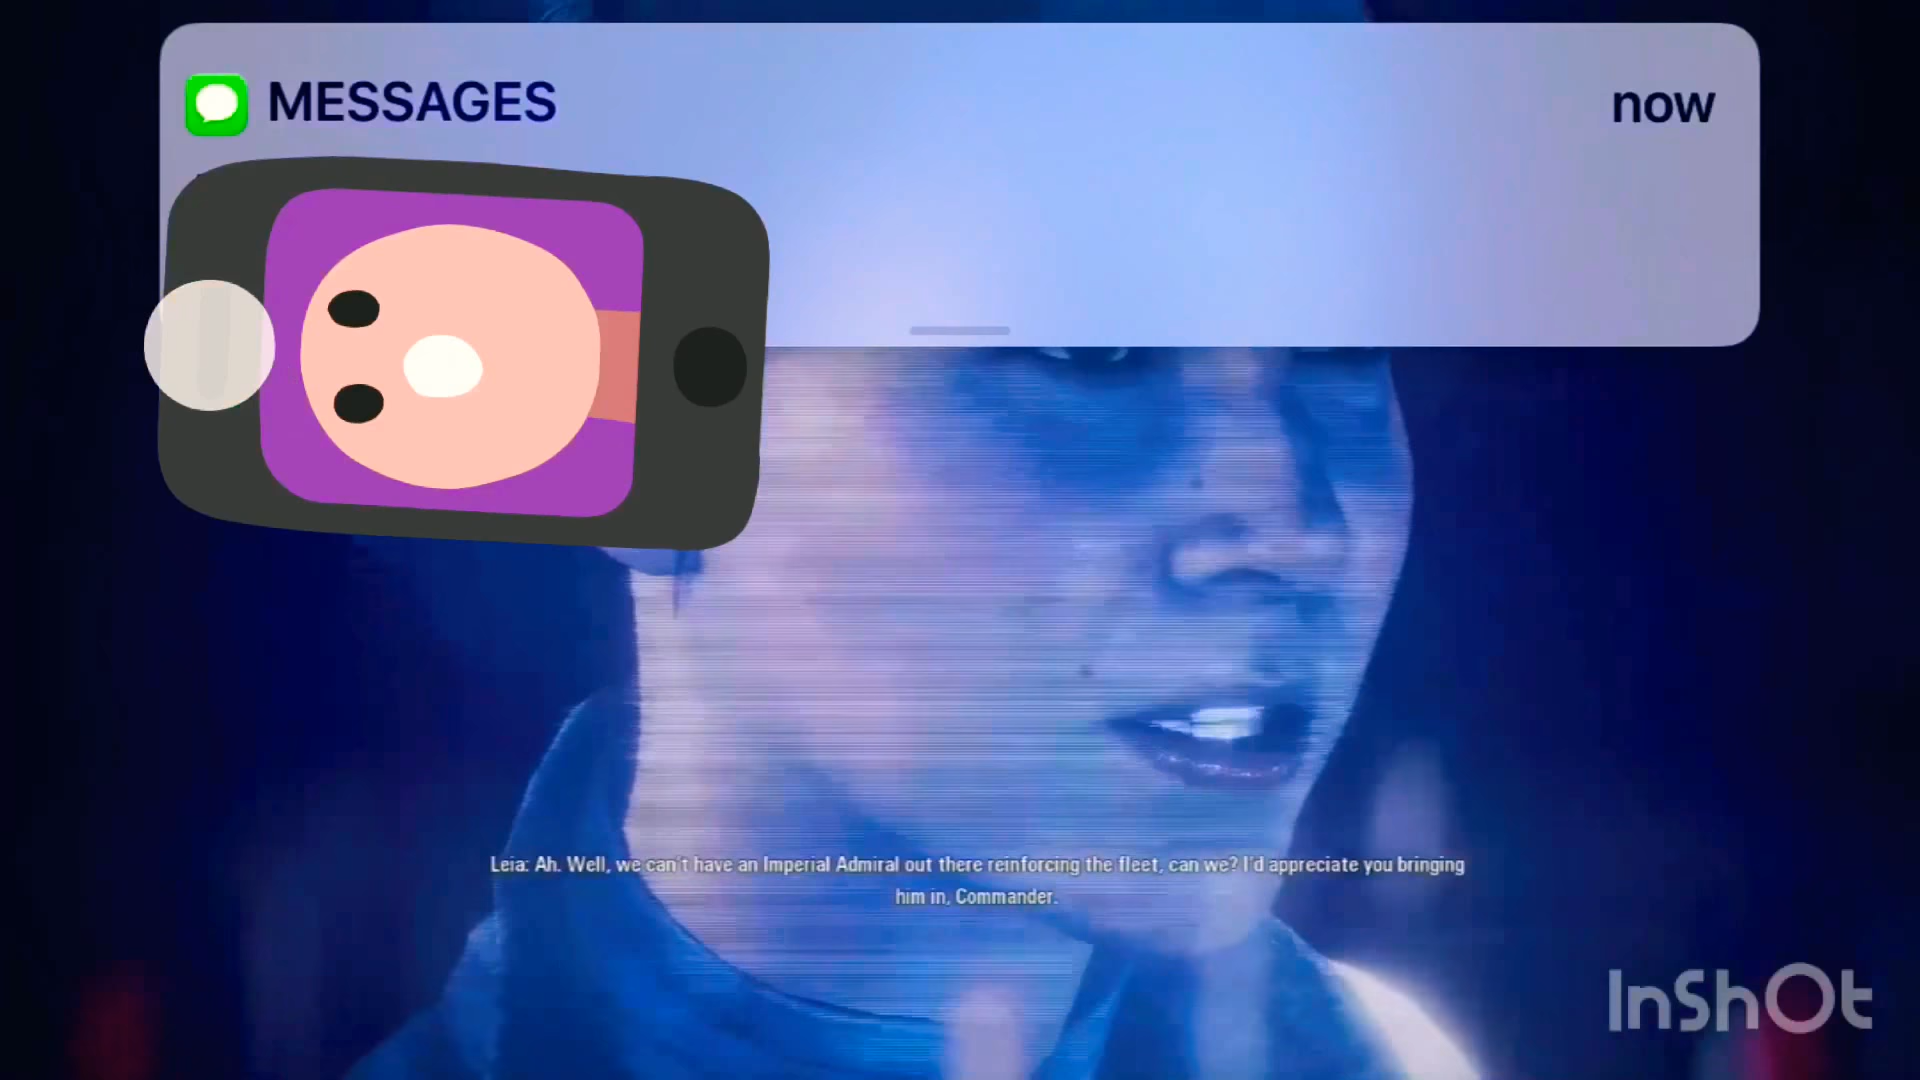 MESSAGES
now
Leia: Ah. Well, we can't have an Imperial Admiral out there reinforcing the fleet, can we? I'd appreciate you bringing
him in, Commander.
InShOt